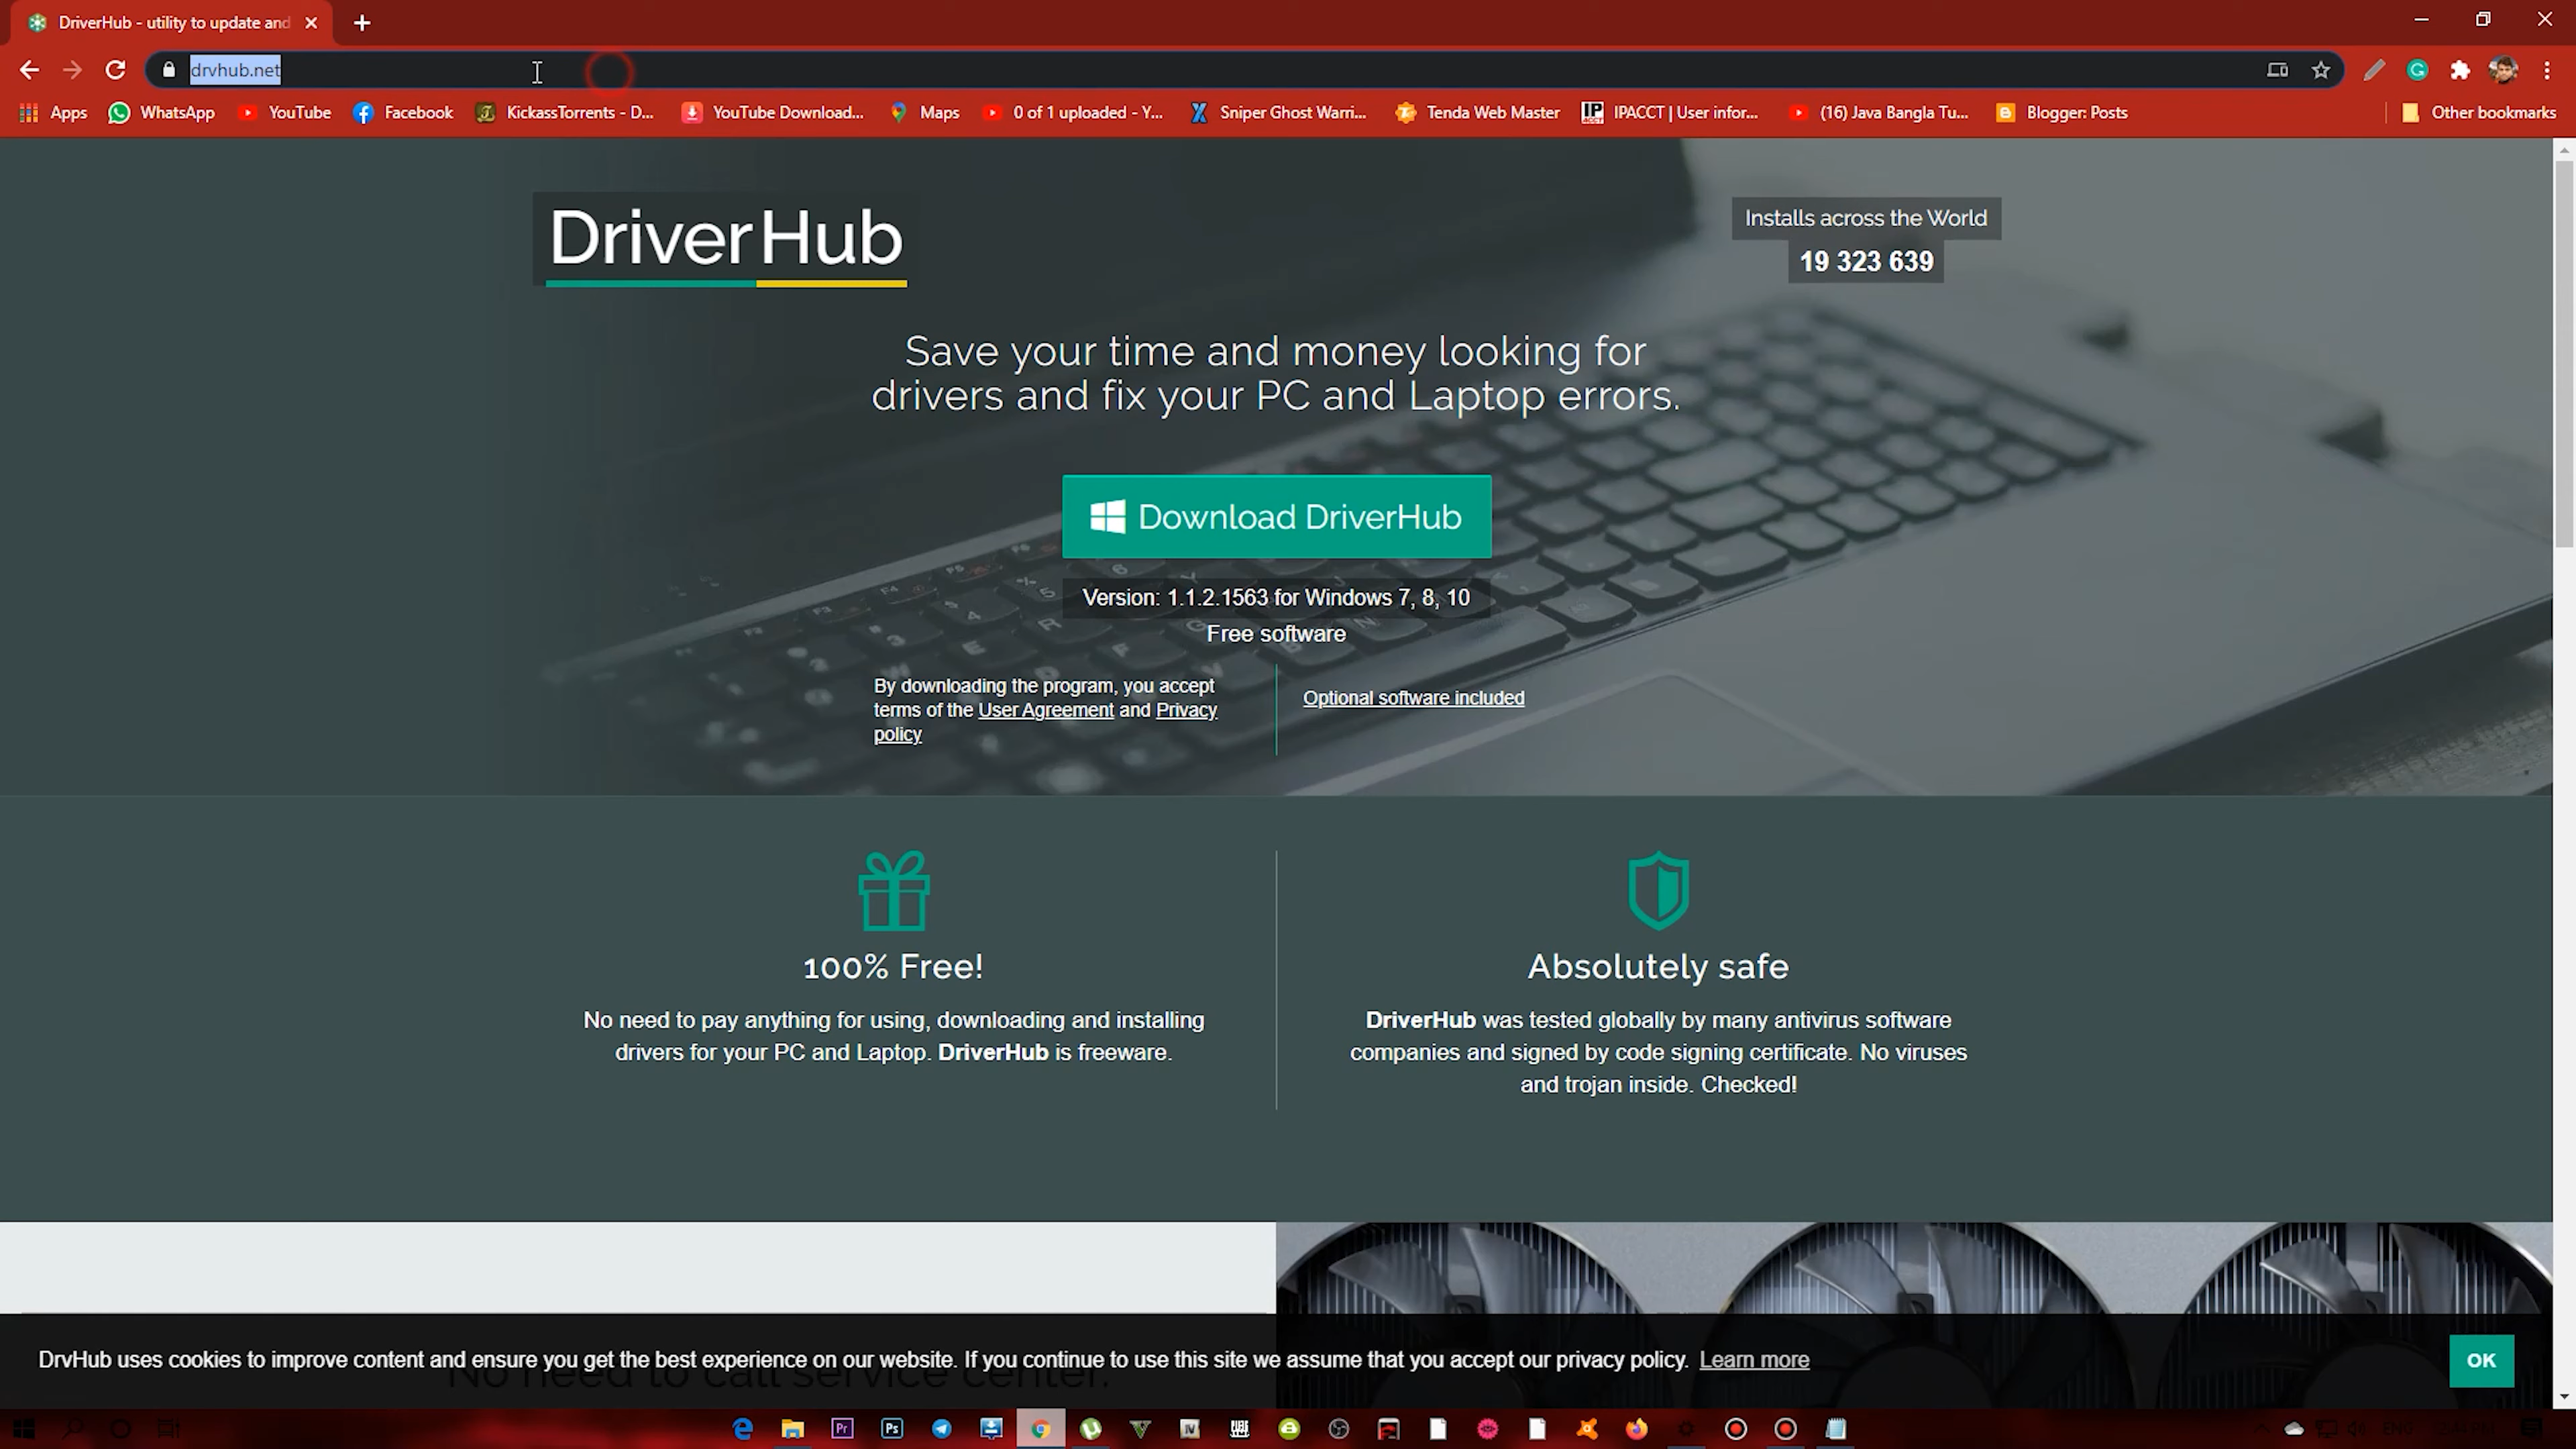 DriverHub - utility to update and
drvhub.net
Apps WhatsApp YouTube Facebook KickassTorrents - D... YouTube Download... Maps 0 of 1 uploaded - Y... Sniper Ghost Warri... Tenda Web Master IPACCT | User infor... (16) Java Bangla Tu... Blogger: Posts Other bookmarks
DriverHub
Installs across the World
19 323 639
Save your time and money looking for
drivers and fix your PC and Laptop errors.
Download DriverHub
Version: 1.1.2.1563 for Windows 7, 8, 10
Free software
By downloading the program, you accept
terms of the User Agreement and Privacy
policy
Optional software included
100% Free!
No need to pay anything for using, downloading and installing
drivers for your PC and Laptop. DriverHub is freeware.
Absolutely safe
DriverHub was tested globally by many antivirus software
companies and signed by code signing certificate. No viruses
and trojan inside. Checked!
DrvHub uses cookies to improve content and ensure you get the best experience on our website. If you continue to use this site we assume that you accept our privacy policy. Learn more
OK
No need to call service center.
ENG